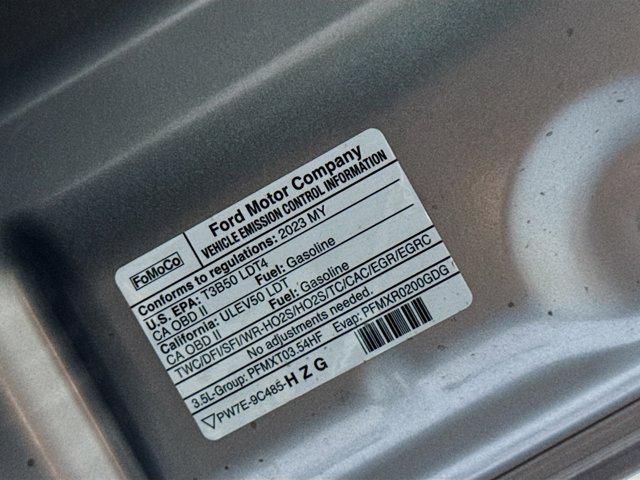 FoMoCo
Ford Motor Company
VEHICLE EMISSION CONTROL INFORMATION
Conforms to regulations: 2023 MY
U.S. EPA: T3B50 LDT4 Fuel: Gasoline
CA OBD II
California: ULEV50 LDT Fuel: Gasoline
CA OBD II
TWC/DFI/SFI/WR-HO2S/HO2S/TC/CAC/EGR/EGRC
No adjustments needed.
3.5L-Group: PFMXT03.54HF Evap: PFMXR0200GDG
PW7E-9C485-HZG